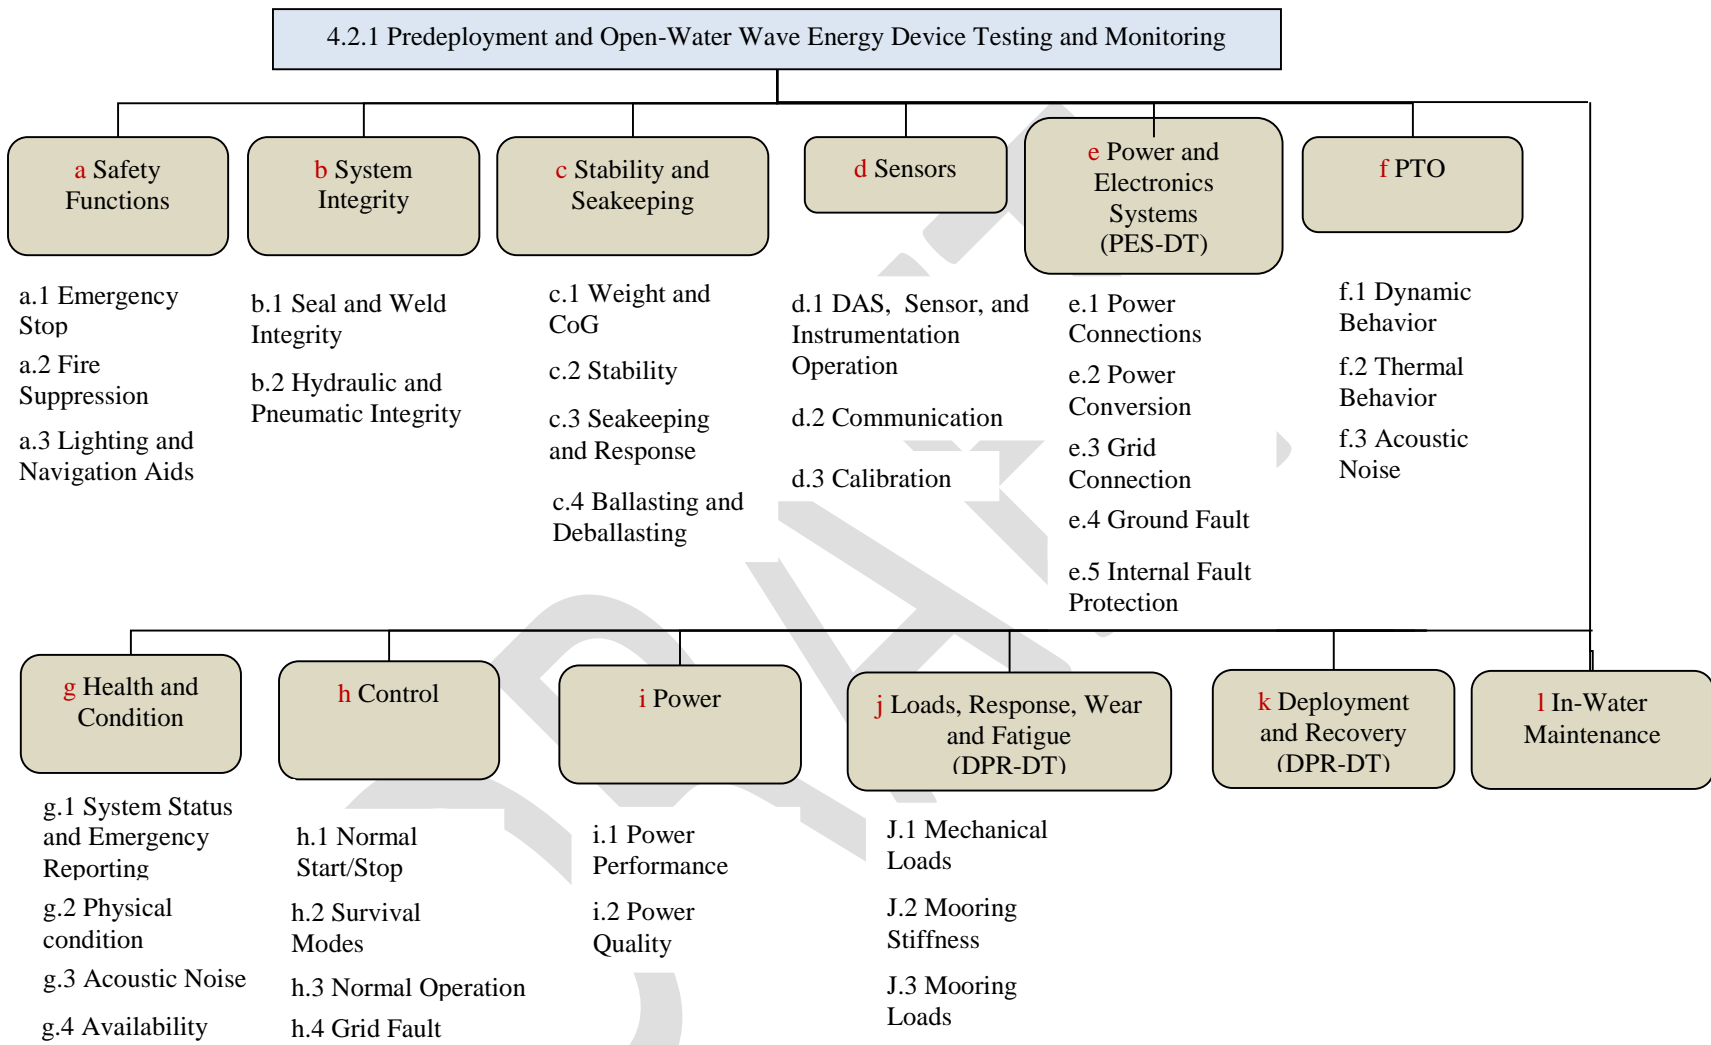 4.2.1 Predeployment and Open-Water Wave Energy Device Testing and Monitoring
a Safety
Functions
b System
Integrity
c Stability and
Seakeeping
d Sensors
e Power and
Electronics
Systems
(PES-DT)
f PTO
a.1 Emergency
Stop
a.2 Fire
Suppression
a.3 Lighting and
Navigation Aids
b.1 Seal and Weld
Integrity
b.2 Hydraulic and
Pneumatic Integrity
c.1 Weight and
CoG
c.2 Stability
c.3 Seakeeping
and Response
c.4 Ballasting and
Deballasting
d.1 DAS, Sensor, and
Instrumentation
Operation
d.2 Communication
d.3 Calibration
e.1 Power
Connections
e.2 Power
Conversion
e.3 Grid
Connection
e.4 Ground Fault
e.5 Internal Fault
Protection
f.1 Dynamic
Behavior
f.2 Thermal
Behavior
f.3 Acoustic
Noise
g Health and
Condition
h Control
i Power
j Loads, Response, Wear
and Fatigue
(DPR-DT)
k Deployment
and Recovery
(DPR-DT)
l In-Water
Maintenance
g.1 System Status
and Emergency
Reporting
g.2 Physical
condition
g.3 Acoustic Noise
g.4 Availability
h.1 Normal
Start/Stop
h.2 Survival
Modes
h.3 Normal Operation
h.4 Grid Fault
i.1 Power
Performance
i.2 Power
Quality
J.1 Mechanical
Loads
J.2 Mooring
Stiffness
J.3 Mooring
Loads